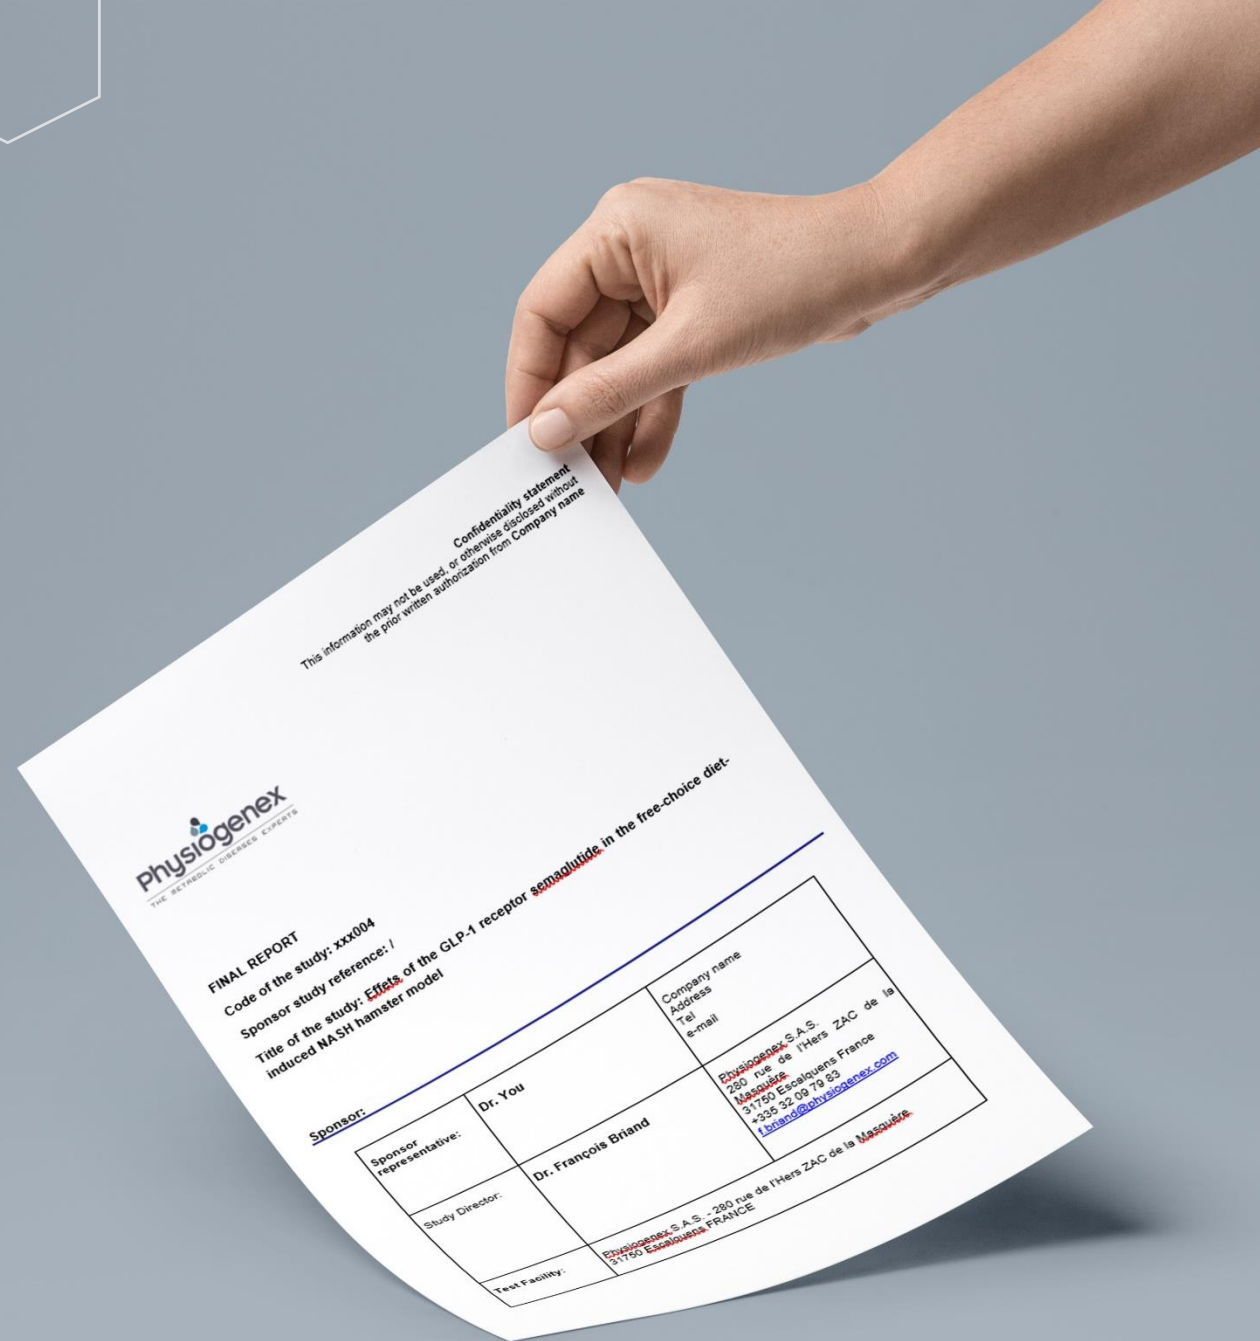 Confidentiality statement
This information may not be used, or otherwise disclosed without
the prior written authorization from Company name
Physiogenex
THE METABOLIC DISEASES EXPERTS
FINAL REPORT
Code of the study: xxx004
Sponsor study reference: /
Title of the study: Effets of the GLP-1 receptor semaglutide in the free-choice diet-
induced NASH hamster model
Sponsor:
Sponsor
representative:
Dr. You
Company name
Address
Tel
e-mail
Study Director:
Dr. François Briand
Physiogenex S.A.S.
280 rue de l'Hers ZAC de la
Masquère
31750 Escalquens France
+335 32 09 79 83
f.briand@physiogenex.com
Test Facility:
Physiogenex S.A.S. - 280 rue de l'Hers ZAC de la Masquère
31750 Escalquens FRANCE